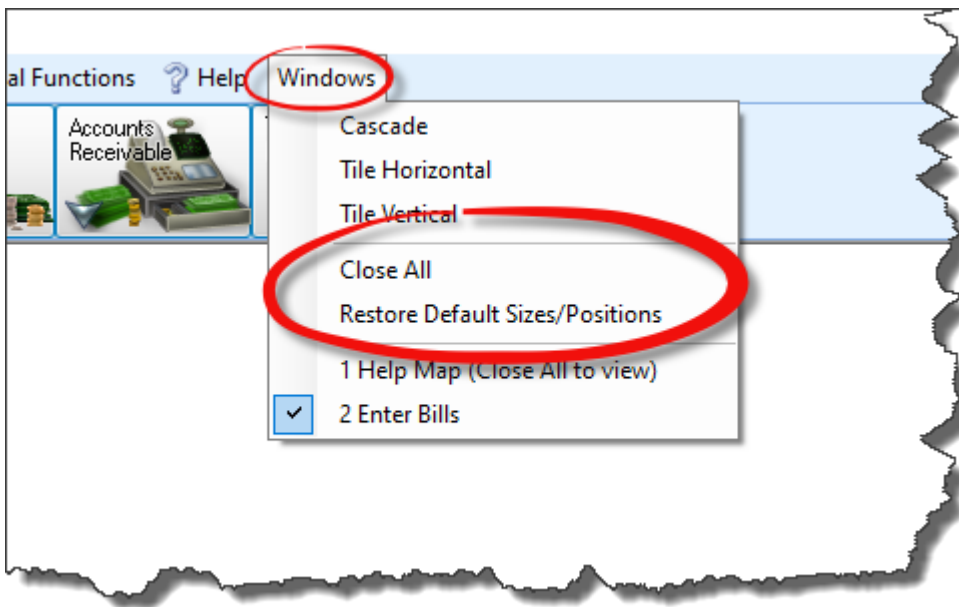 al Functions ? Help Windows
Accounts
Receivable
Cascade
Tile Horizontal
Tile Vertical
Close All
Restore Default Sizes/Positions
1 Help Map (Close All to view)
2 Enter Bills